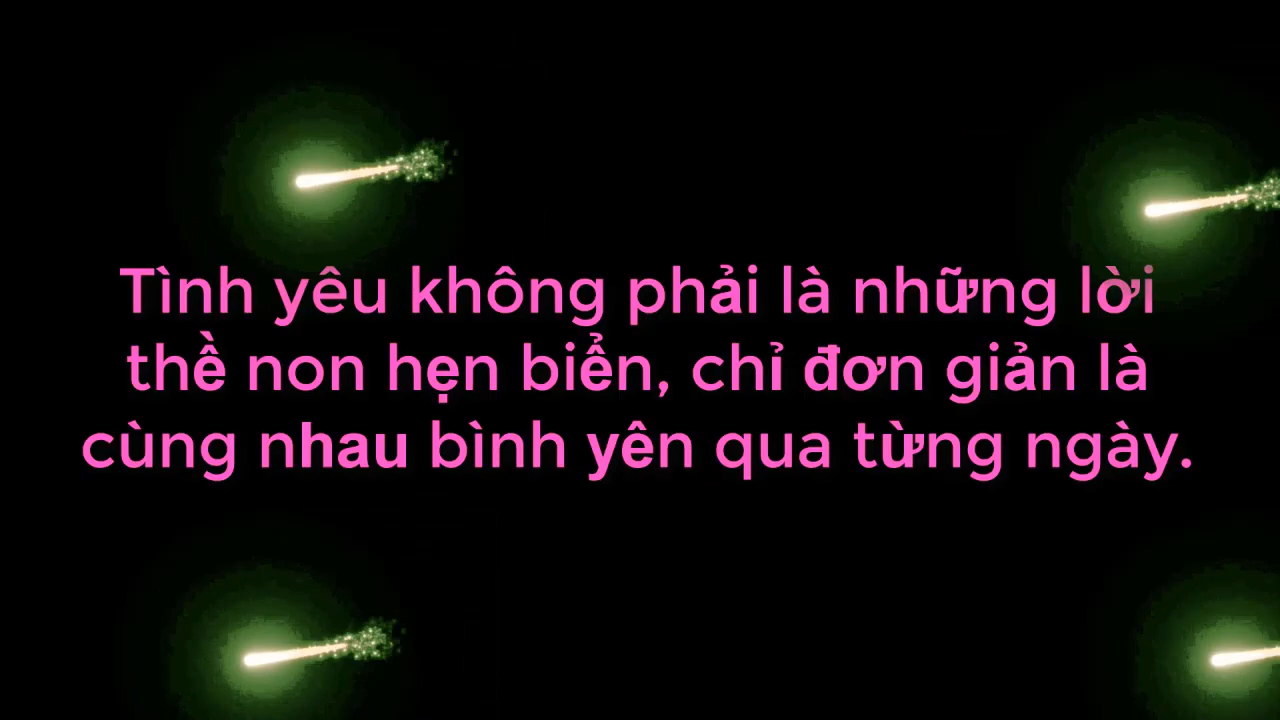 Tình yêu không phải là những lời
thề non hẹn biển, chỉ đơn giản là
cùng nhau bình yên qua từng ngày.